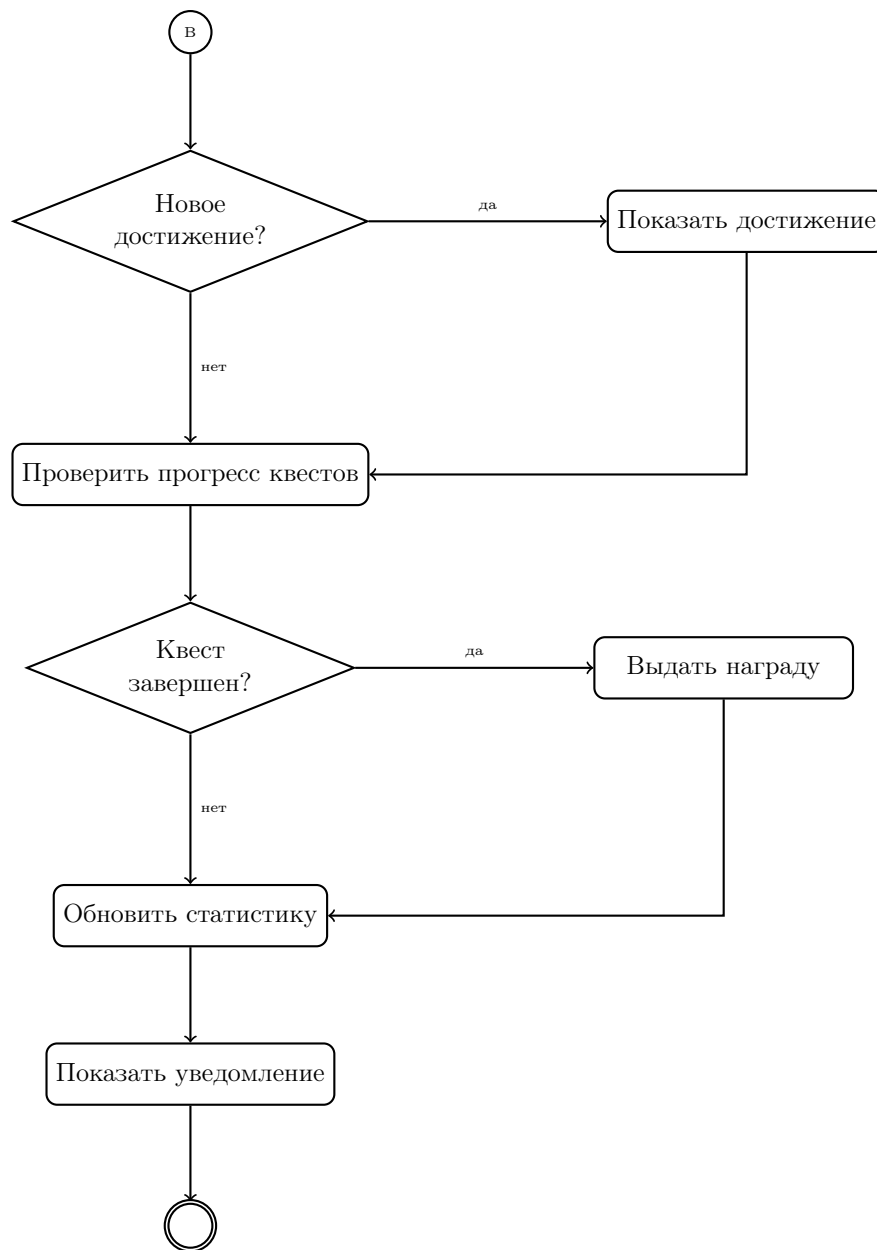 в
Новое
достижение?
да
Показать достижение
нет
Проверить прогресс квестов
Квест
завершен?
да
Выдать награду
нет
Обновить статистику
Показать уведомление